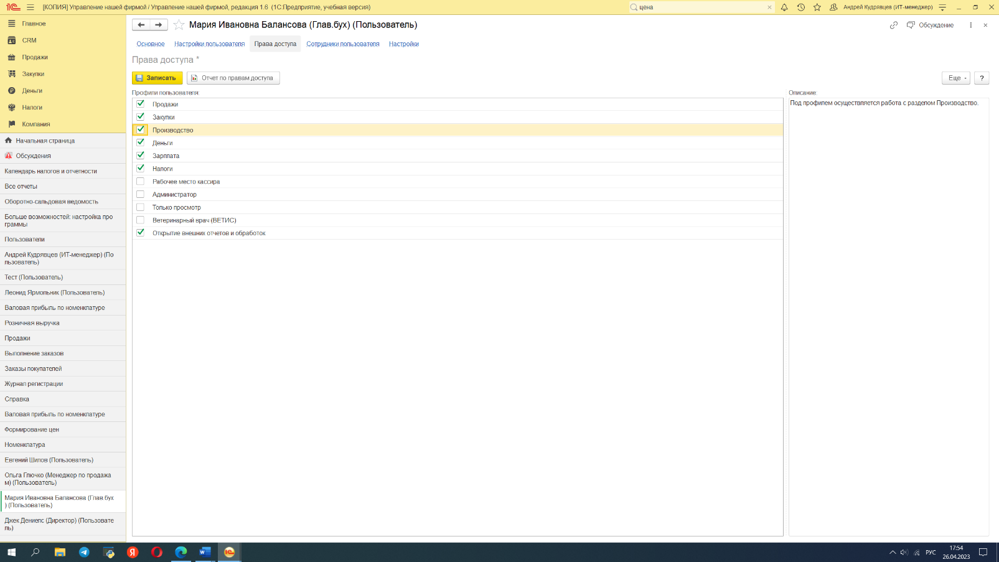 [КОПИЯ] Управление нашей фирмой / Управление нашей фирмой, редакция 1.6 (1С:Предприятие, учебная версия)
цена
Андрей Кудрявцев (ИТ-менеджер)
Главное
CRM
Продажи
Закупки
Деньги
Налоги
Компания
Начальная страница
Обсуждения
Календарь налогов и отчетности
Все отчеты
Оборотно-сальдовая ведомость
Больше возможностей: настройка про
граммы
Пользователи
Андрей Кудрявцев (ИТ-менеджер) (По
льзователь)
Тест (Пользователь)
Леонид Ярмольник (Пользователь)
Валовая прибыль по номенклатуре
Розничная выручка
Продажи
Выполнение заказов
Заказы покупателей
Журнал регистрации
Справка
Валовая прибыль по номенклатуре
Формирование цен
Номенклатура
Евгений Шилов (Пользователь)
Ольга Глючко (Менеджер по продажа
м) (Пользователь)
Мария Ивановна Балансова (Глав.бух
) (Пользователь)
Джек Дениелс (Директор) (Пользовате
ль)
Мария Ивановна Балансова (Глав.бух) (Пользователь)
Обсуждение
Основное Настройки пользователя Права доступа Сотрудники пользователя Настройки
Права доступа *
Записать Отчет по правам доступа
Еще ?
Профили пользователя:
Продажи
Закупки
Производство
Деньги
Зарплата
Налоги
Рабочее место кассира
Администратор
Только просмотр
Ветеринарный врач (ВЕТИС)
Открытие внешних отчетов и обработок
Описание:
Под профилем осуществляется работа с разделом Производство.
РУС
17:54
26.04.2023